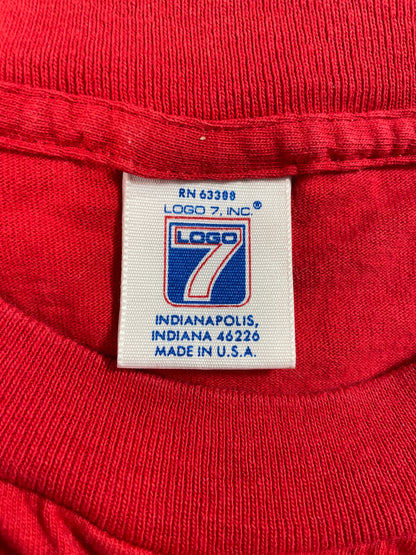 RN 63388
LOGO 7, INC.®
LOGO
7
INDIANAPOLIS,
INDIANA 46226
MADE IN U.S.A.